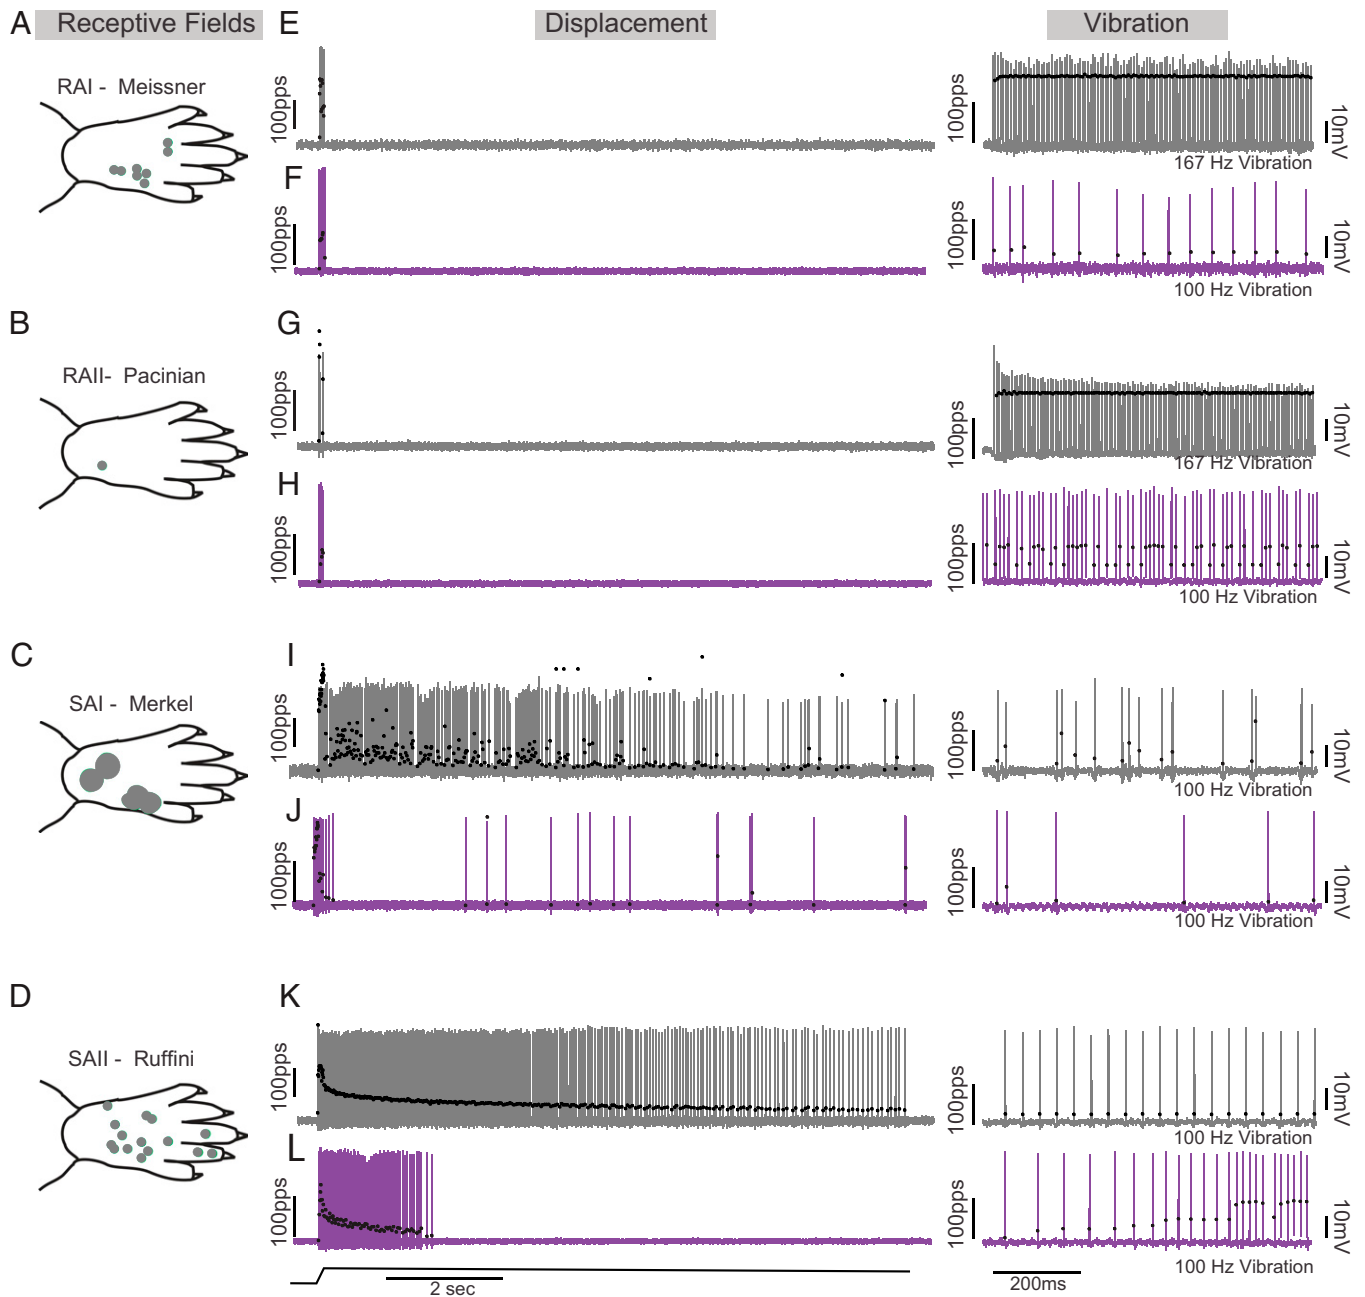 A Receptive Fields
E Displacement
Vibration
RAI - Meissner
100pps
100pps
10mV
167 Hz Vibration
F
100pps
100pps
10mV
100 Hz Vibration
B
G
RAII- Pacinian
100pps
100pps
10mV
167 Hz Vibration
H
100pps
100pps
10mV
100 Hz Vibration
C
I
SAI - Merkel
100pps
100pps
10mV
100 Hz Vibration
J
100pps
100pps
10mV
100 Hz Vibration
D
K
SAII - Ruffini
100pps
100pps
10mV
100 Hz Vibration
L
100pps
100pps
10mV
100 Hz Vibration
2 sec
200ms